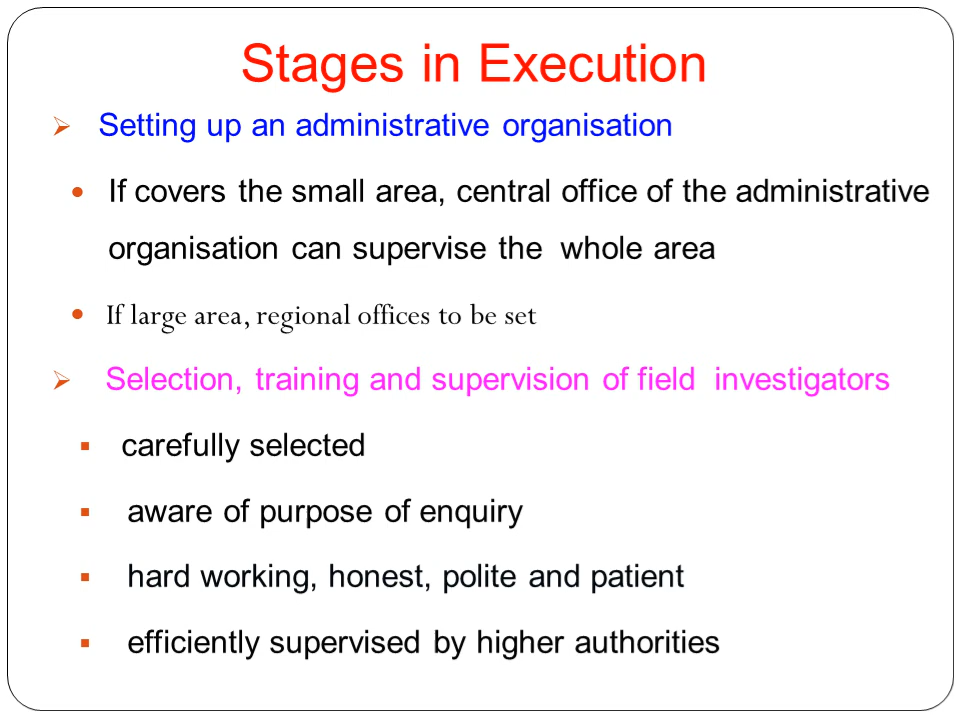 Stages in Execution
Setting up an administrative organisation
If covers the small area, central office of the administrative
organisation can supervise the whole area
If large area, regional offices to be set
Selection, training and supervision of field investigators
carefully selected
aware of purpose of enquiry
hard working, honest, polite and patient
efficiently supervised by higher authorities